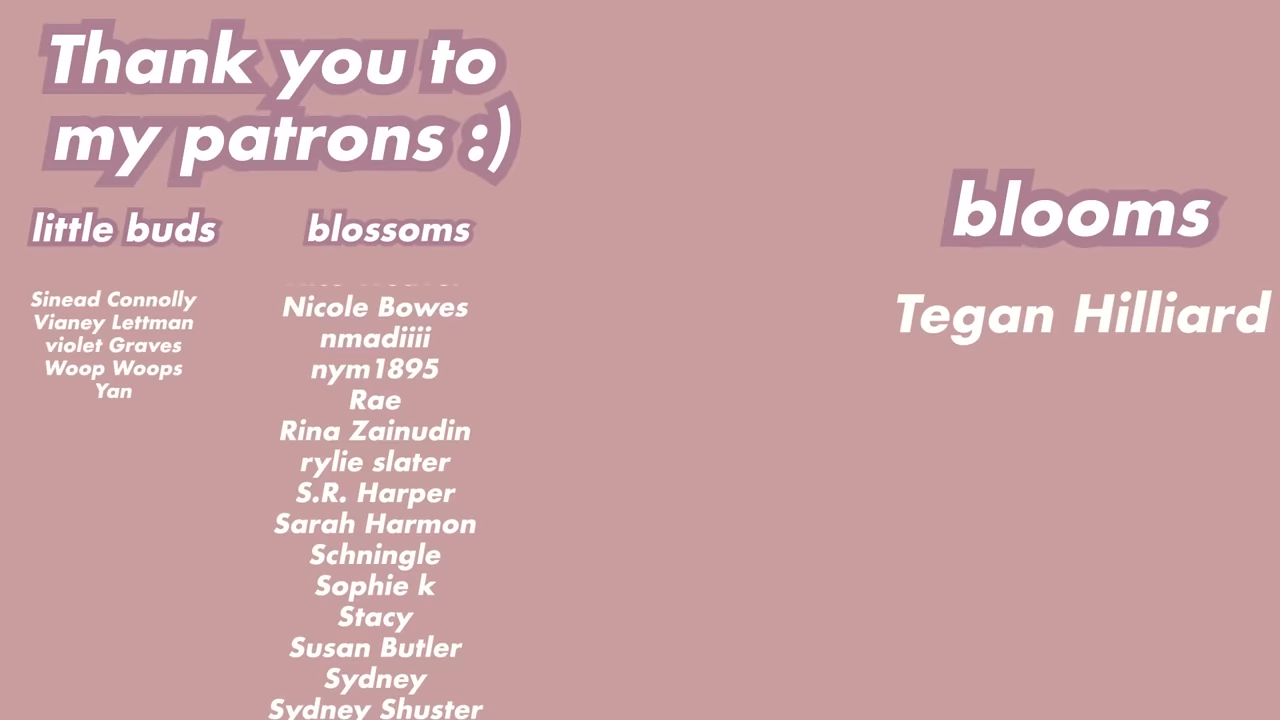 Thank you to
my patrons :)
little buds
Sinead Connolly
Vianey Lettman
violet Graves
Woop Woops
Yan
blossoms
Nicole Bowes
nmadiiii
nym1895
Rae
Rina Zainudin
rylie slater
S.R. Harper
Sarah Harmon
Schningle
Sophie k
Stacy
Susan Butler
Sydney
Sydney Shuster
blooms
Tegan Hilliard